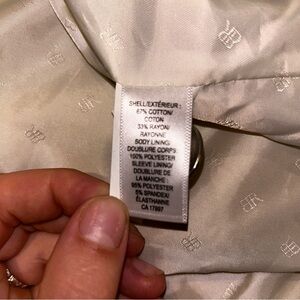 SHELL/EXTÉRIEUR :
67% COTTON/
COTON
33% RAYON/
RAYONNE
BODY LINING/
DOUBLURE CORPS:
100% POLYESTER
SLEEVE LINING/
DOUBLURE DE
LA MANCHE :
95% POLYESTER
5% SPANDEX/
ÉLASTHANNE
CA 17897